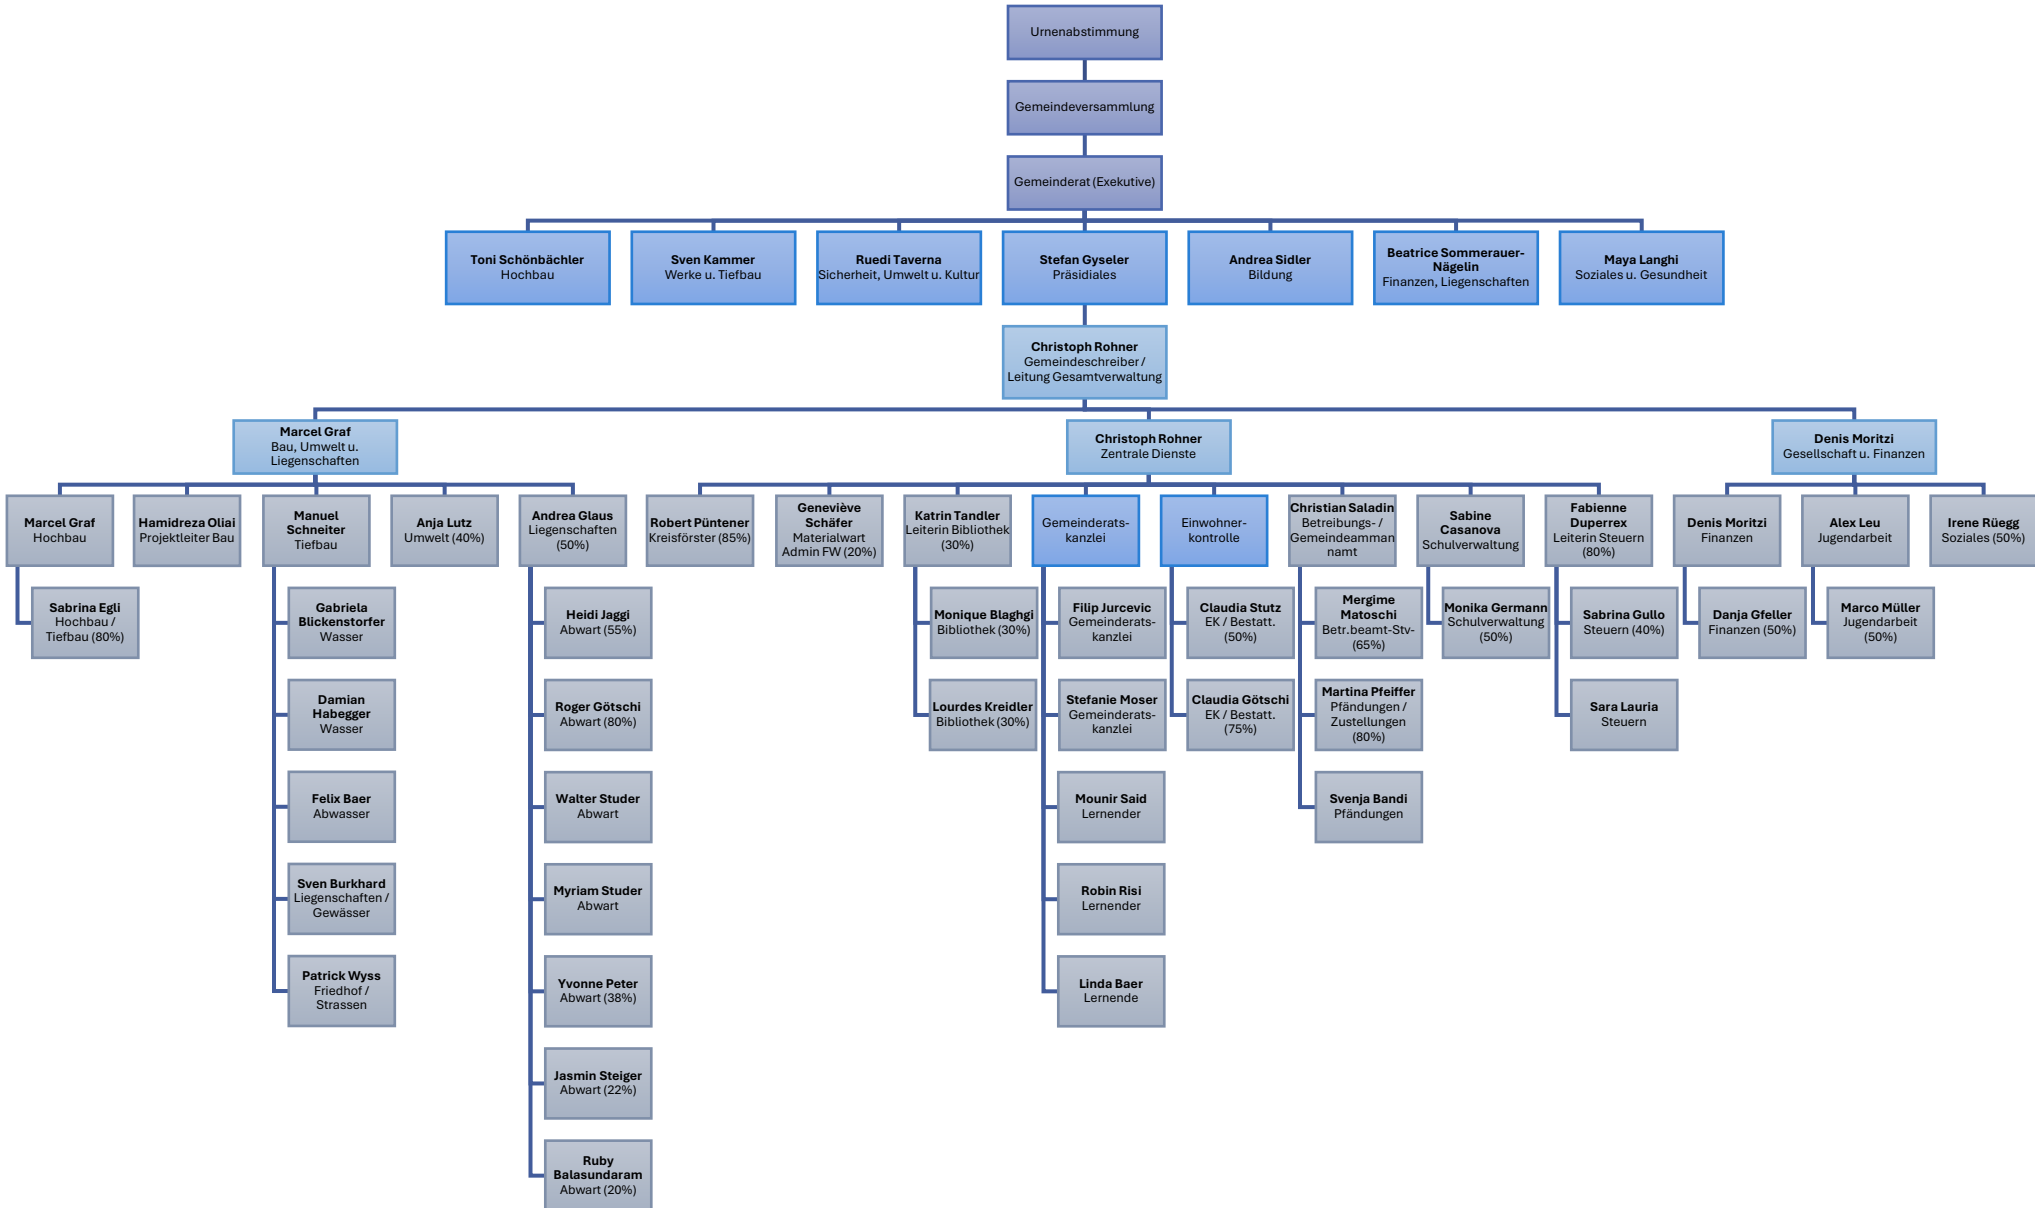 Urnenabstimmung
Gemeindeversammlung
Gemeinderat (Exekutive)
Toni Schönbächler
Hochbau
Sven Kammer
Werke u. Tiefbau
Ruedi Taverna
Sicherheit, Umwelt u. Kultur
Stefan Gyseler
Präsidiales
Andrea Sidler
Bildung
Beatrice Sommerauer-
Nägelin
Finanzen, Liegenschaften
Maya Langhi
Soziales u. Gesundheit
Christoph Rohner
Gemeindeschreiber /
Leitung Gesamtverwaltung
Marcel Graf
Bau, Umwelt u.
Liegenschaften
Christoph Rohner
Zentrale Dienste
Denis Moritzi
Gesellschaft u. Finanzen
Marcel Graf
Hochbau
Hamidreza Oliai
Projektleiter Bau
Manuel
Schneiter
Tiefbau
Anja Lutz
Umwelt (40%)
Andrea Glaus
Liegenschaften
(50%)
Robert Püntener
Kreisförster (85%)
Geneviève
Schäfer
Materialwart
Admin FW (20%)
Katrin Tandler
Leiterin Bibliothek
(30%)
Gemeinderats-
kanzlei
Einwohner-
kontrolle
Christian Saladin
Betreibungs- /
Gemeindeamman
namt
Sabine
Casanova
Schulverwaltung
Fabienne
Duperrex
Leiterin Steuern
(80%)
Denis Moritzi
Finanzen
Alex Leu
Jugendarbeit
Irene Rüegg
Soziales (50%)
Sabrina Egli
Hochbau /
Tiefbau (80%)
Gabriela
Blickenstorfer
Wasser
Heidi Jaggi
Abwart (55%)
Monique Blaghgi
Bibliothek (30%)
Filip Jurcevic
Gemeinderats-
kanzlei
Claudia Stutz
EK / Bestatt.
(50%)
Mergime
Matoschi
Betr.beamt-Stv-
(65%)
Monika Germann
Schulverwaltung
(50%)
Sabrina Gullo
Steuern (40%)
Danja Gfeller
Finanzen (50%)
Marco Müller
Jugendarbeit
(50%)
Damian
Habegger
Wasser
Roger Götschi
Abwart (80%)
Lourdes Kreidler
Bibliothek (30%)
Stefanie Moser
Gemeinderats-
kanzlei
Claudia Götschi
EK / Bestatt.
(75%)
Martina Pfeiffer
Pfändungen /
Zustellungen
(80%)
Sara Lauria
Steuern
Felix Baer
Abwasser
Walter Studer
Abwart
Mounir Said
Lernender
Svenja Bandi
Pfändungen
Sven Burkhard
Liegenschaften /
Gewässer
Myriam Studer
Abwart
Robin Risi
Lernender
Patrick Wyss
Friedhof /
Strassen
Yvonne Peter
Abwart (38%)
Linda Baer
Lernende
Jasmin Steiger
Abwart (22%)
Ruby
Balasundaram
Abwart (20%)